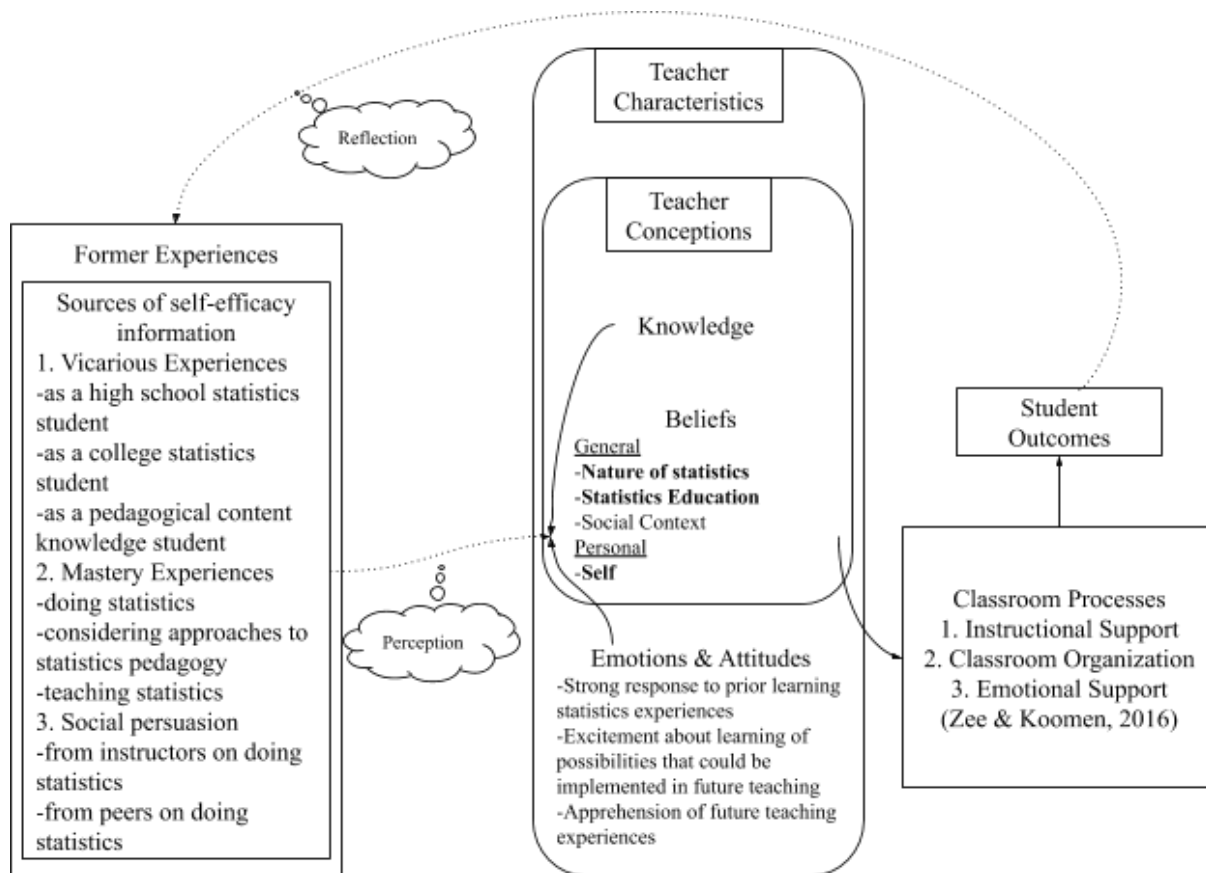 Teacher
Characteristics
Reflection
Teacher
Conceptions
Former Experiences
Sources of self-efficacy
information
1. Vicarious Experiences
-as a high school statistics
student
-as a college statistics
student
-as a pedagogical content
knowledge student
2. Mastery Experiences
-doing statistics
-considering approaches to
statistics pedagogy
-teaching statistics
3. Social persuasion
-from instructors on doing
statistics
-from peers on doing
statistics
Perception
Knowledge
Beliefs
General
-Nature of statistics
-Statistics Education
-Social Context
Personal
-Self
Emotions & Attitudes
-Strong response to prior learning
statistics experiences
-Excitement about learning of
possibilities that could be
implemented in future teaching
-Apprehension of future teaching
experiences
Student
Outcomes
Classroom Processes
1. Instructional Support
2. Classroom Organization
3. Emotional Support
(Zee & Koomen, 2016)